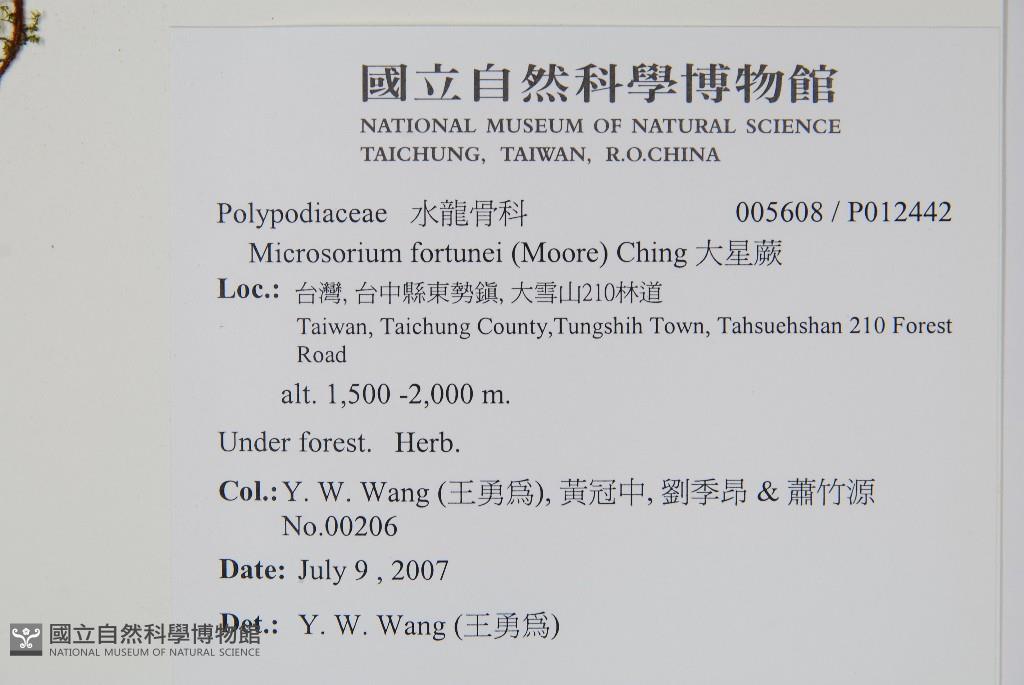 國立自然科學博物館
NATIONAL MUSEUM OF NATURAL SCIENCE
TAICHUNG, TAIWAN, R.O.CHINA
Polypodiaceae 水龍骨科 005608 / P012442
Microsorium fortunei (Moore) Ching 大星蕨
Loc.: 台灣, 台中縣東勢鎮, 大雪山210林道
Taiwan, Taichung County,Tungshih Town, Tahsuehshan 210 Forest
Road
alt. 1,500 -2,000 m.
Under forest. Herb.
Col.: Y. W. Wang (王勇為), 黃冠中, 劉季昂 & 蕭竹源
No.00206
Date: July 9 , 2007
Det.: Y. W. Wang (王勇為)
國立自然科學博物館
NATIONAL MUSEUM OF NATURAL SCIENCE